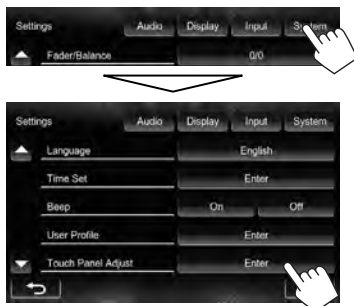 Settings Audio Display Input System
Fader/Balance 0/0
Settings Audio Display Input System
Language English
Time Set Enter
Beep On Off
User Profile Enter
Touch Panel Adjust Enter